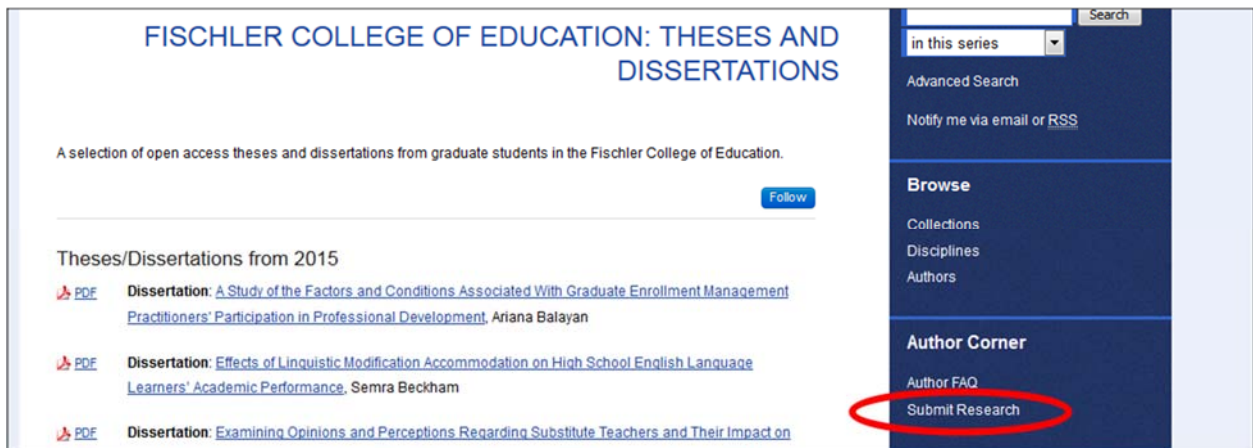 FISCHLER COLLEGE OF EDUCATION: THESES AND
DISSERTATIONS
A selection of open access theses and dissertations from graduate students in the Fischler College of Education.
Follow
Theses/Dissertations from 2015
PDF Dissertation: A Study of the Factors and Conditions Associated With Graduate Enrollment Management
Practitioners' Participation in Professional Development, Ariana Balayan
PDF Dissertation: Effects of Linguistic Modification Accommodation on High School English Language
Learners' Academic Performance, Semra Beckham
PDF Dissertation: Examining Opinions and Perceptions Regarding Substitute Teachers and Their Impact on
Search
in this series
Advanced Search
Notify me via email or RSS
Browse
Collections
Disciplines
Authors
Author Corner
Author FAQ
Submit Research